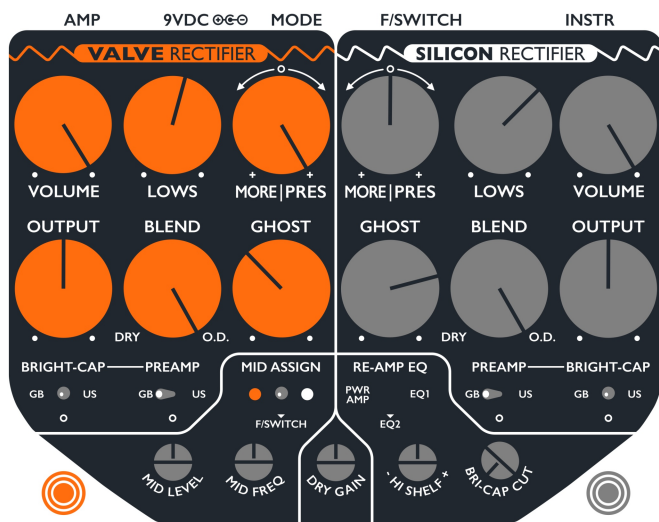 AMP 9VDC MODE F/SWITCH INSTR
VALVE RECTIFIER SILICON RECTIFIER
VOLUME LOWS MORE|PRES MORE|PRES LOWS VOLUME
OUTPUT BLEND GHOST GHOST BLEND OUTPUT
DRY O.D. DRY O.D.
BRIGHT-CAP PREAMP MID ASSIGN RE-AMP EQ PREAMP BRIGHT-CAP
GB US GB US PWR AMP EQ1 GB US GB US
F/SWITCH EQ2
MID LEVEL MID FREQ DRY GAIN - HI SHELF + BRI-CAP CUT